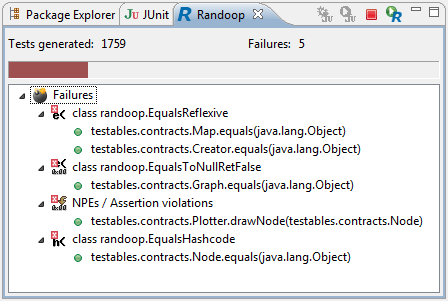 Package Explorer JUnit Randoop
Tests generated: 1759 Failures: 5
Failures
class randoop.EqualsReflexive
testables.contracts.Map.equals(java.lang.Object)
testables.contracts.Creator.equals(java.lang.Object)
class randoop.EqualsToNullRetFalse
testables.contracts.Graph.equals(java.lang.Object)
NPEs / Assertion violations
testables.contracts.Plotter.drawNode(testables.contracts.Node)
class randoop.EqualsHashcode
testables.contracts.Node.equals(java.lang.Object)